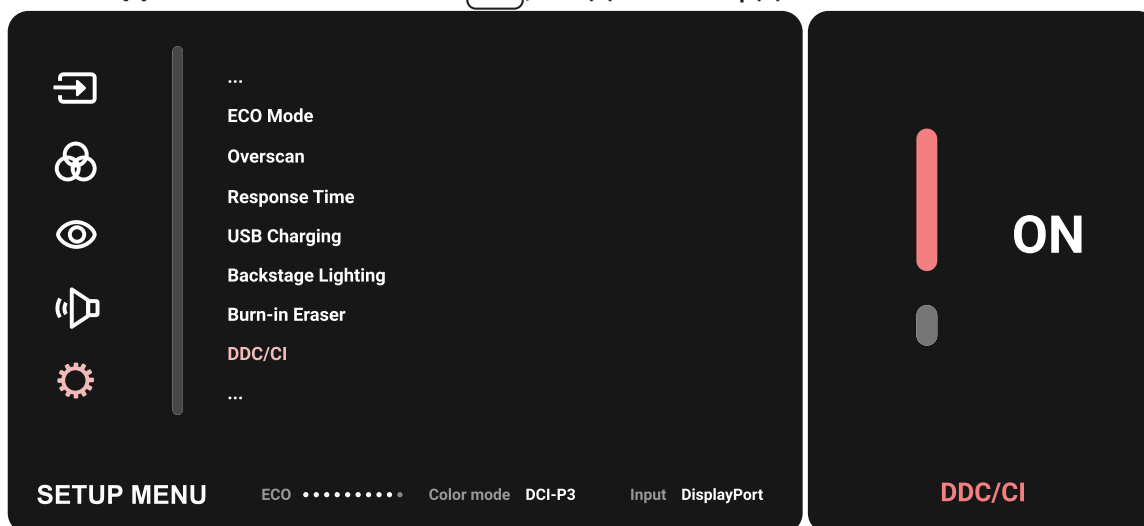 ...
ECO Mode
Overscan
Response Time
USB Charging
Backstage Lighting
Burn-in Eraser
DDC/CI
...
SETUP MENU ECO Color mode DCI-P3 Input DisplayPort
ON
DDC/CI